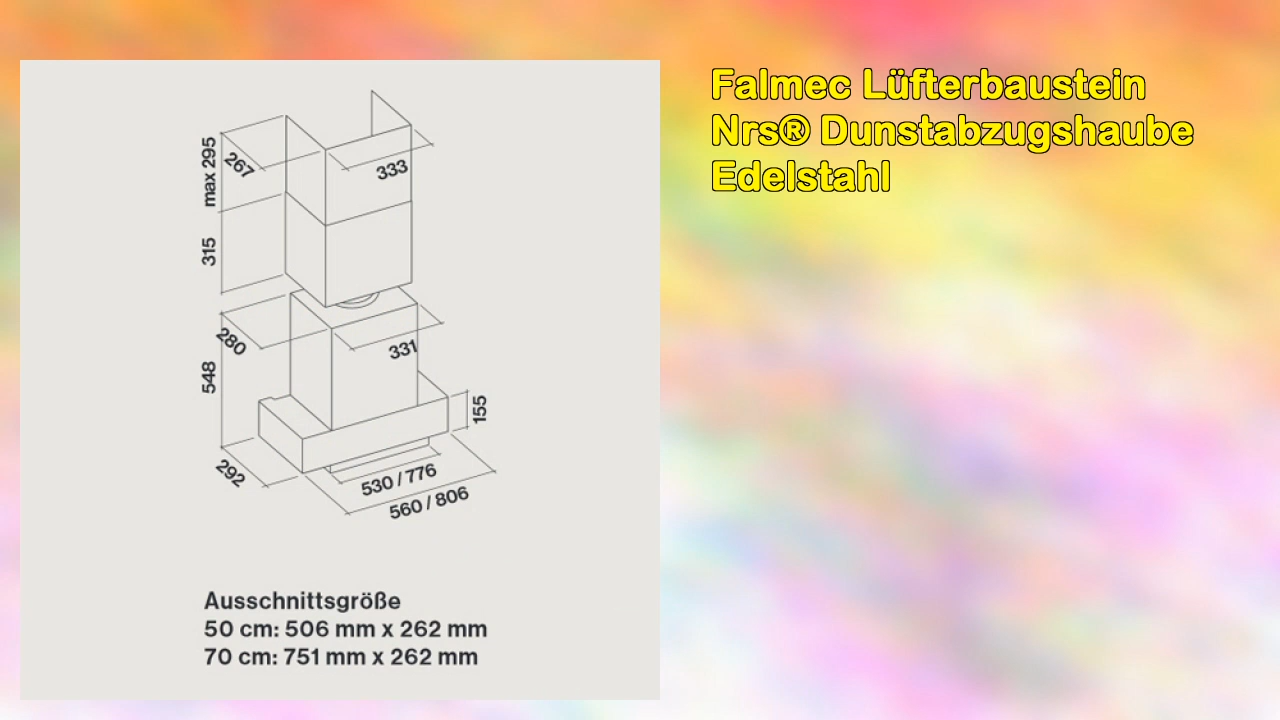 Falmec Lüfterbaustein
Nrs® Dunstabzugshaube
Edelstahl
max 295
267
333
315
280
331
548
155
292
530 / 776
560 / 806
Ausschnittsgröße
50 cm: 506 mm x 262 mm
70 cm: 751 mm x 262 mm